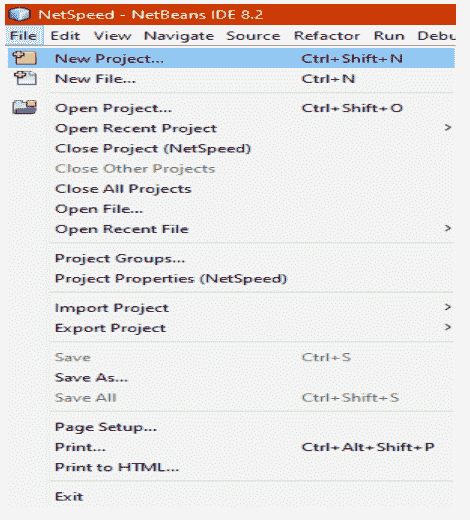 NetSpeed - NetBeans IDE 8.2
File Edit View Navigate Source Refactor Run Debu
New Project... Ctrl+Shift+N
New File... Ctrl+N
Open Project... Ctrl+Shift+O
Open Recent Project >
Close Project (NetSpeed)
Close Other Projects
Close All Projects
Open File...
Open Recent File >
Project Groups...
Project Properties (NetSpeed)
Import Project >
Export Project >
Save Ctrl+S
Save As...
Save All Ctrl+Shift+S
Page Setup...
Print... Ctrl+Alt+Shift+P
Print to HTML...
Exit